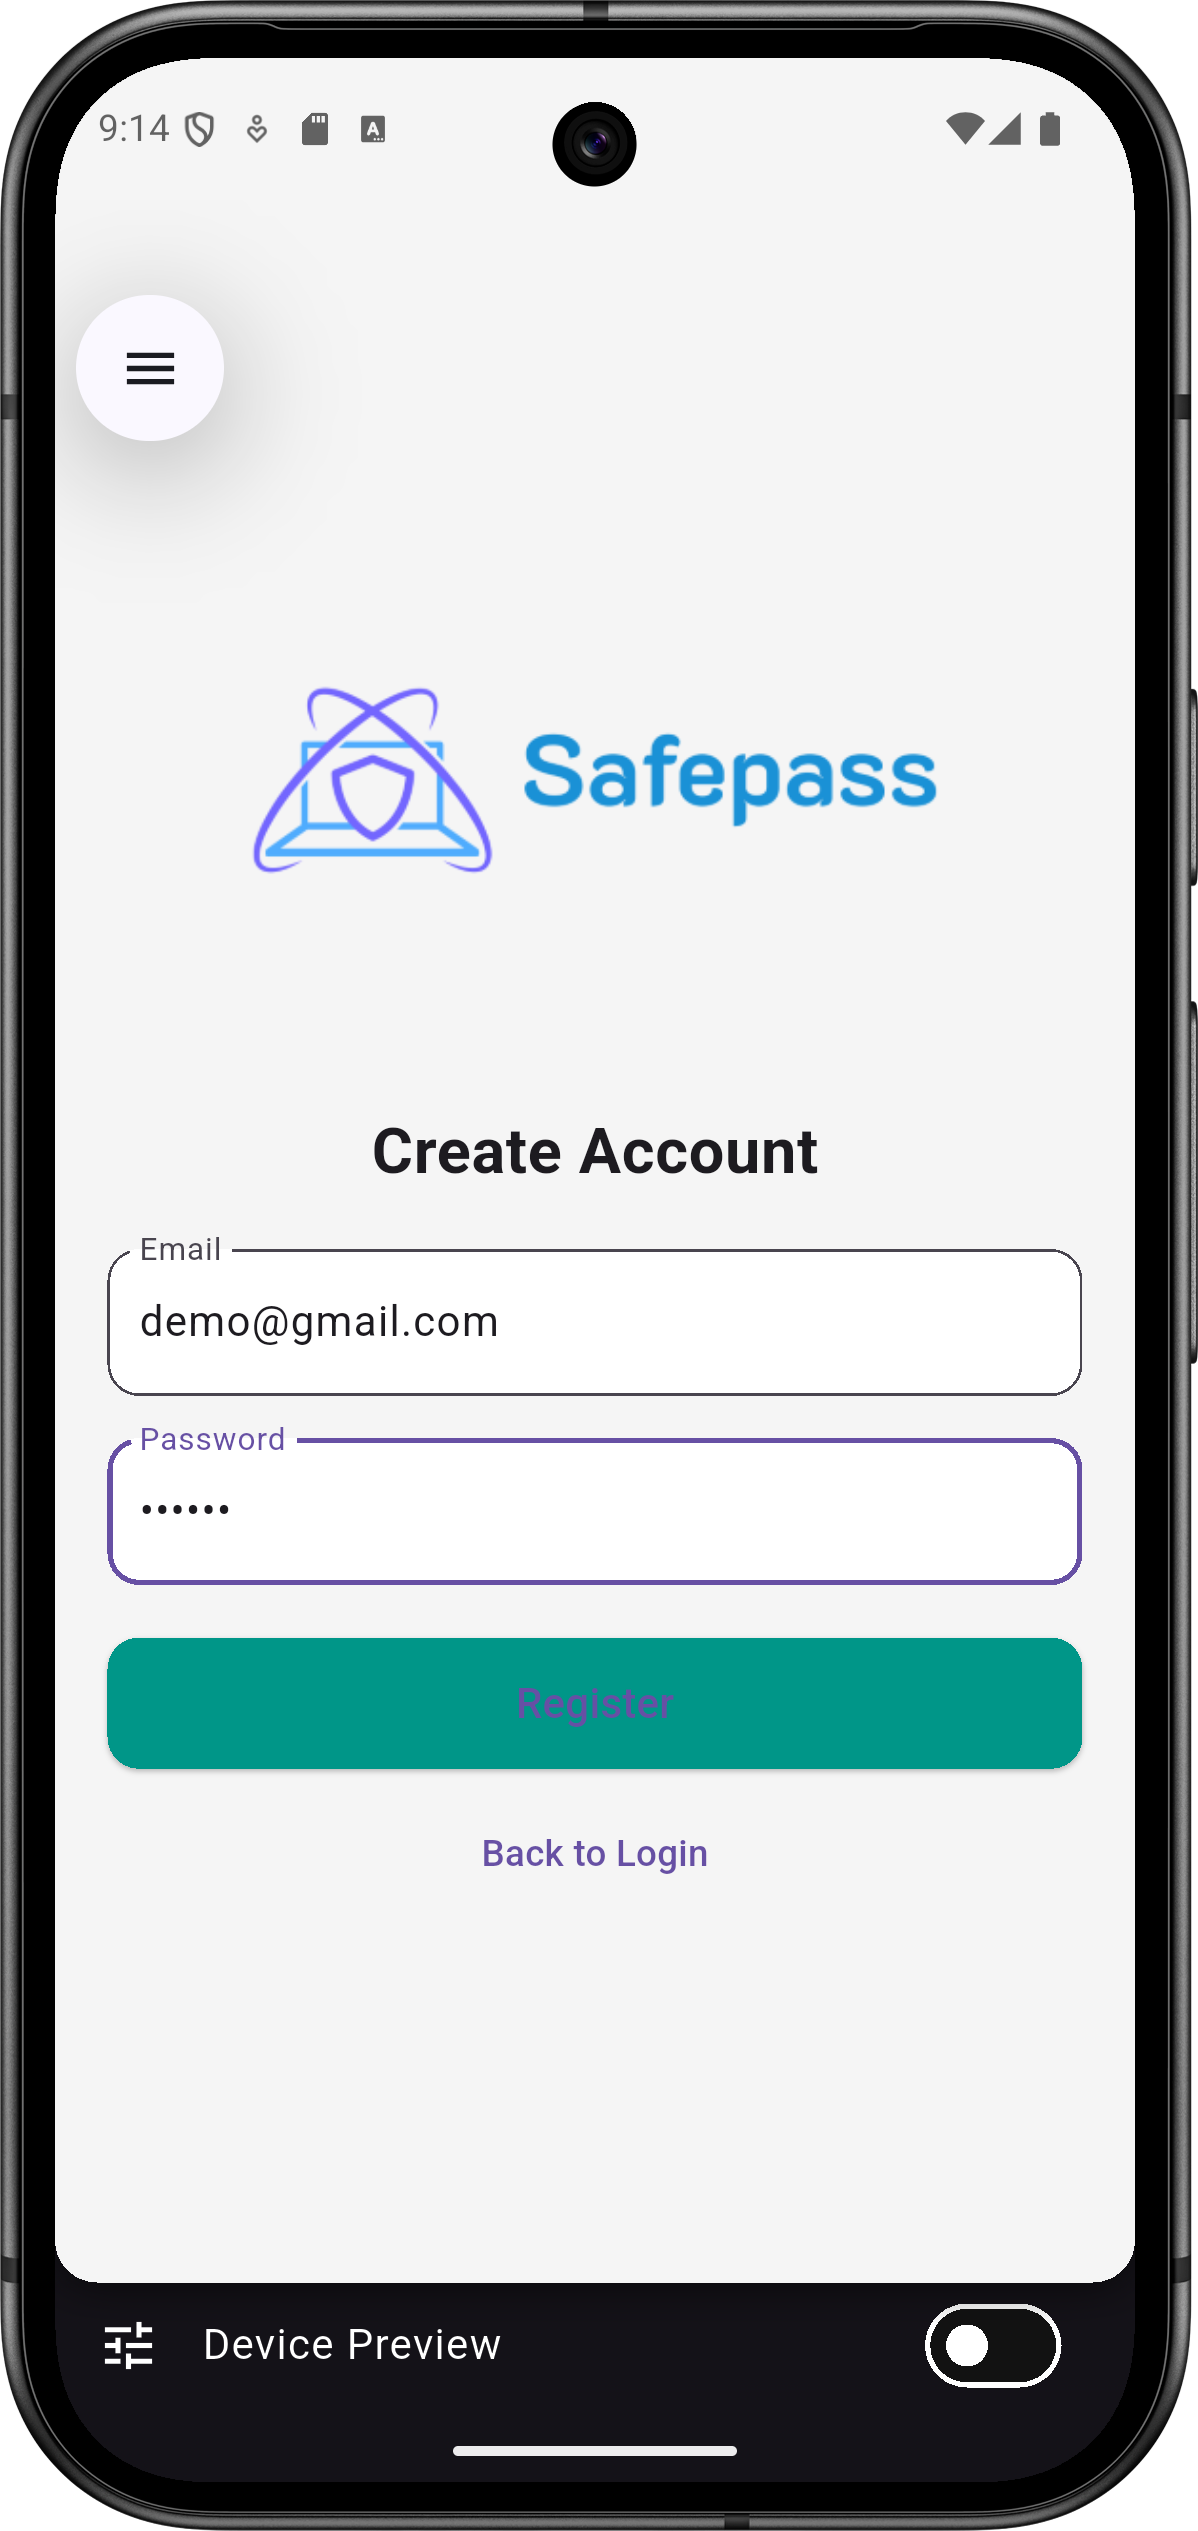 9:14
Safepass
Create Account
Email
demo@gmail.com
Password
••••••
Register
Back to Login
Device Preview